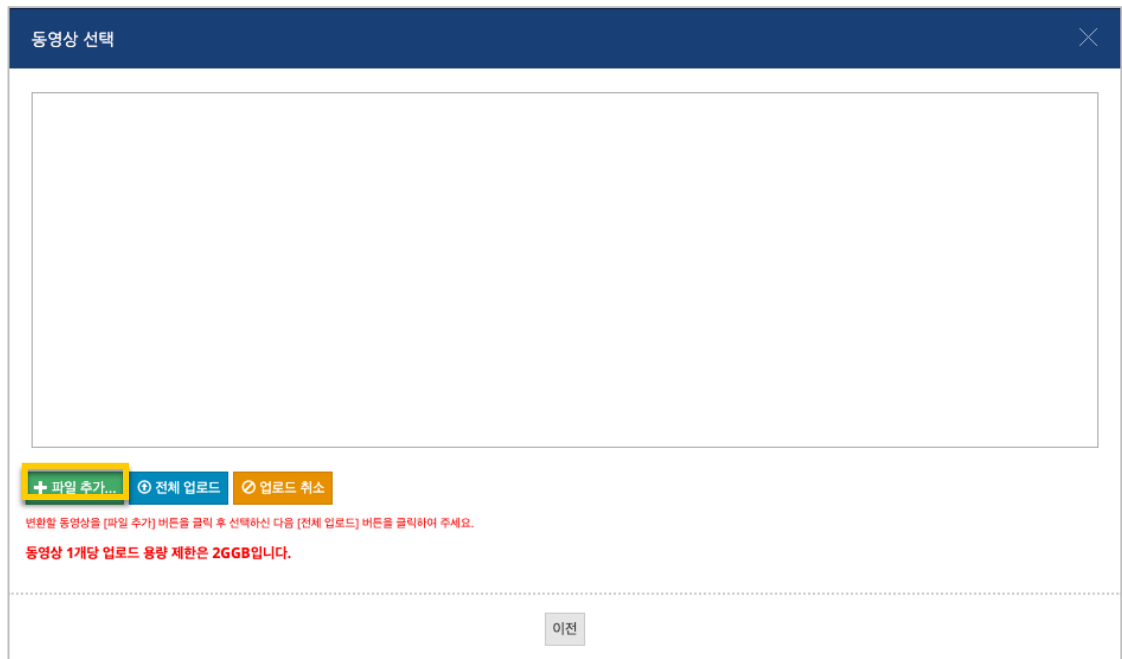 동영상 선택
파일 추가... 전체 업로드 업로드 취소
변환할 동영상을 [파일 추가] 버튼을 클릭 후 선택하신 다음 [전체 업로드] 버튼을 클릭하여 주세요.
동영상 1개당 업로드 용량 제한은 2GGB입니다.
이전